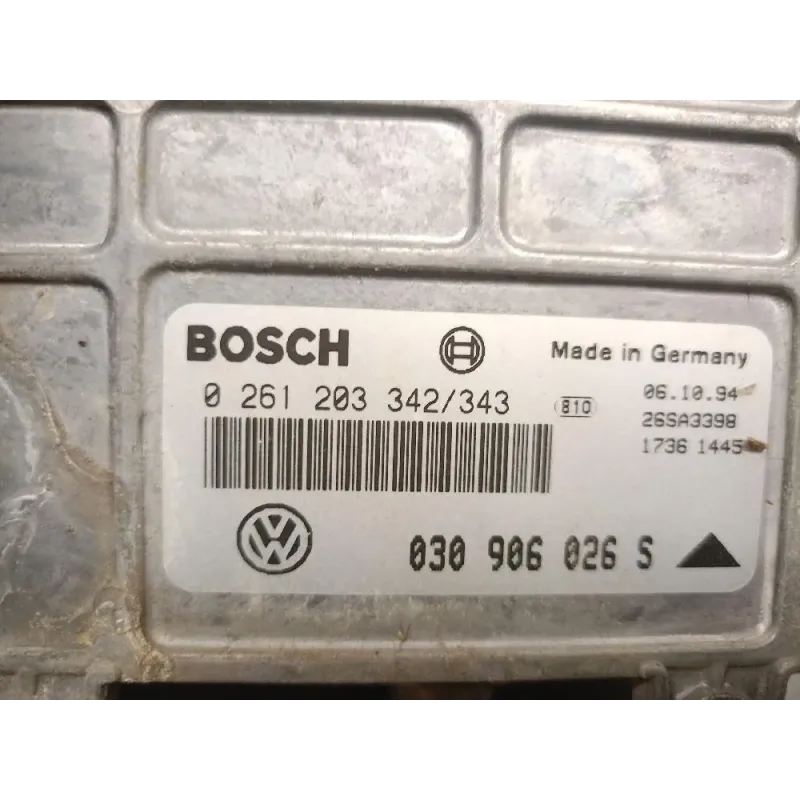 BOSCH
Made in Germany
0 261 203 342/343
810
06.10.94
26SA3398
1736 1445
030 906 026 S